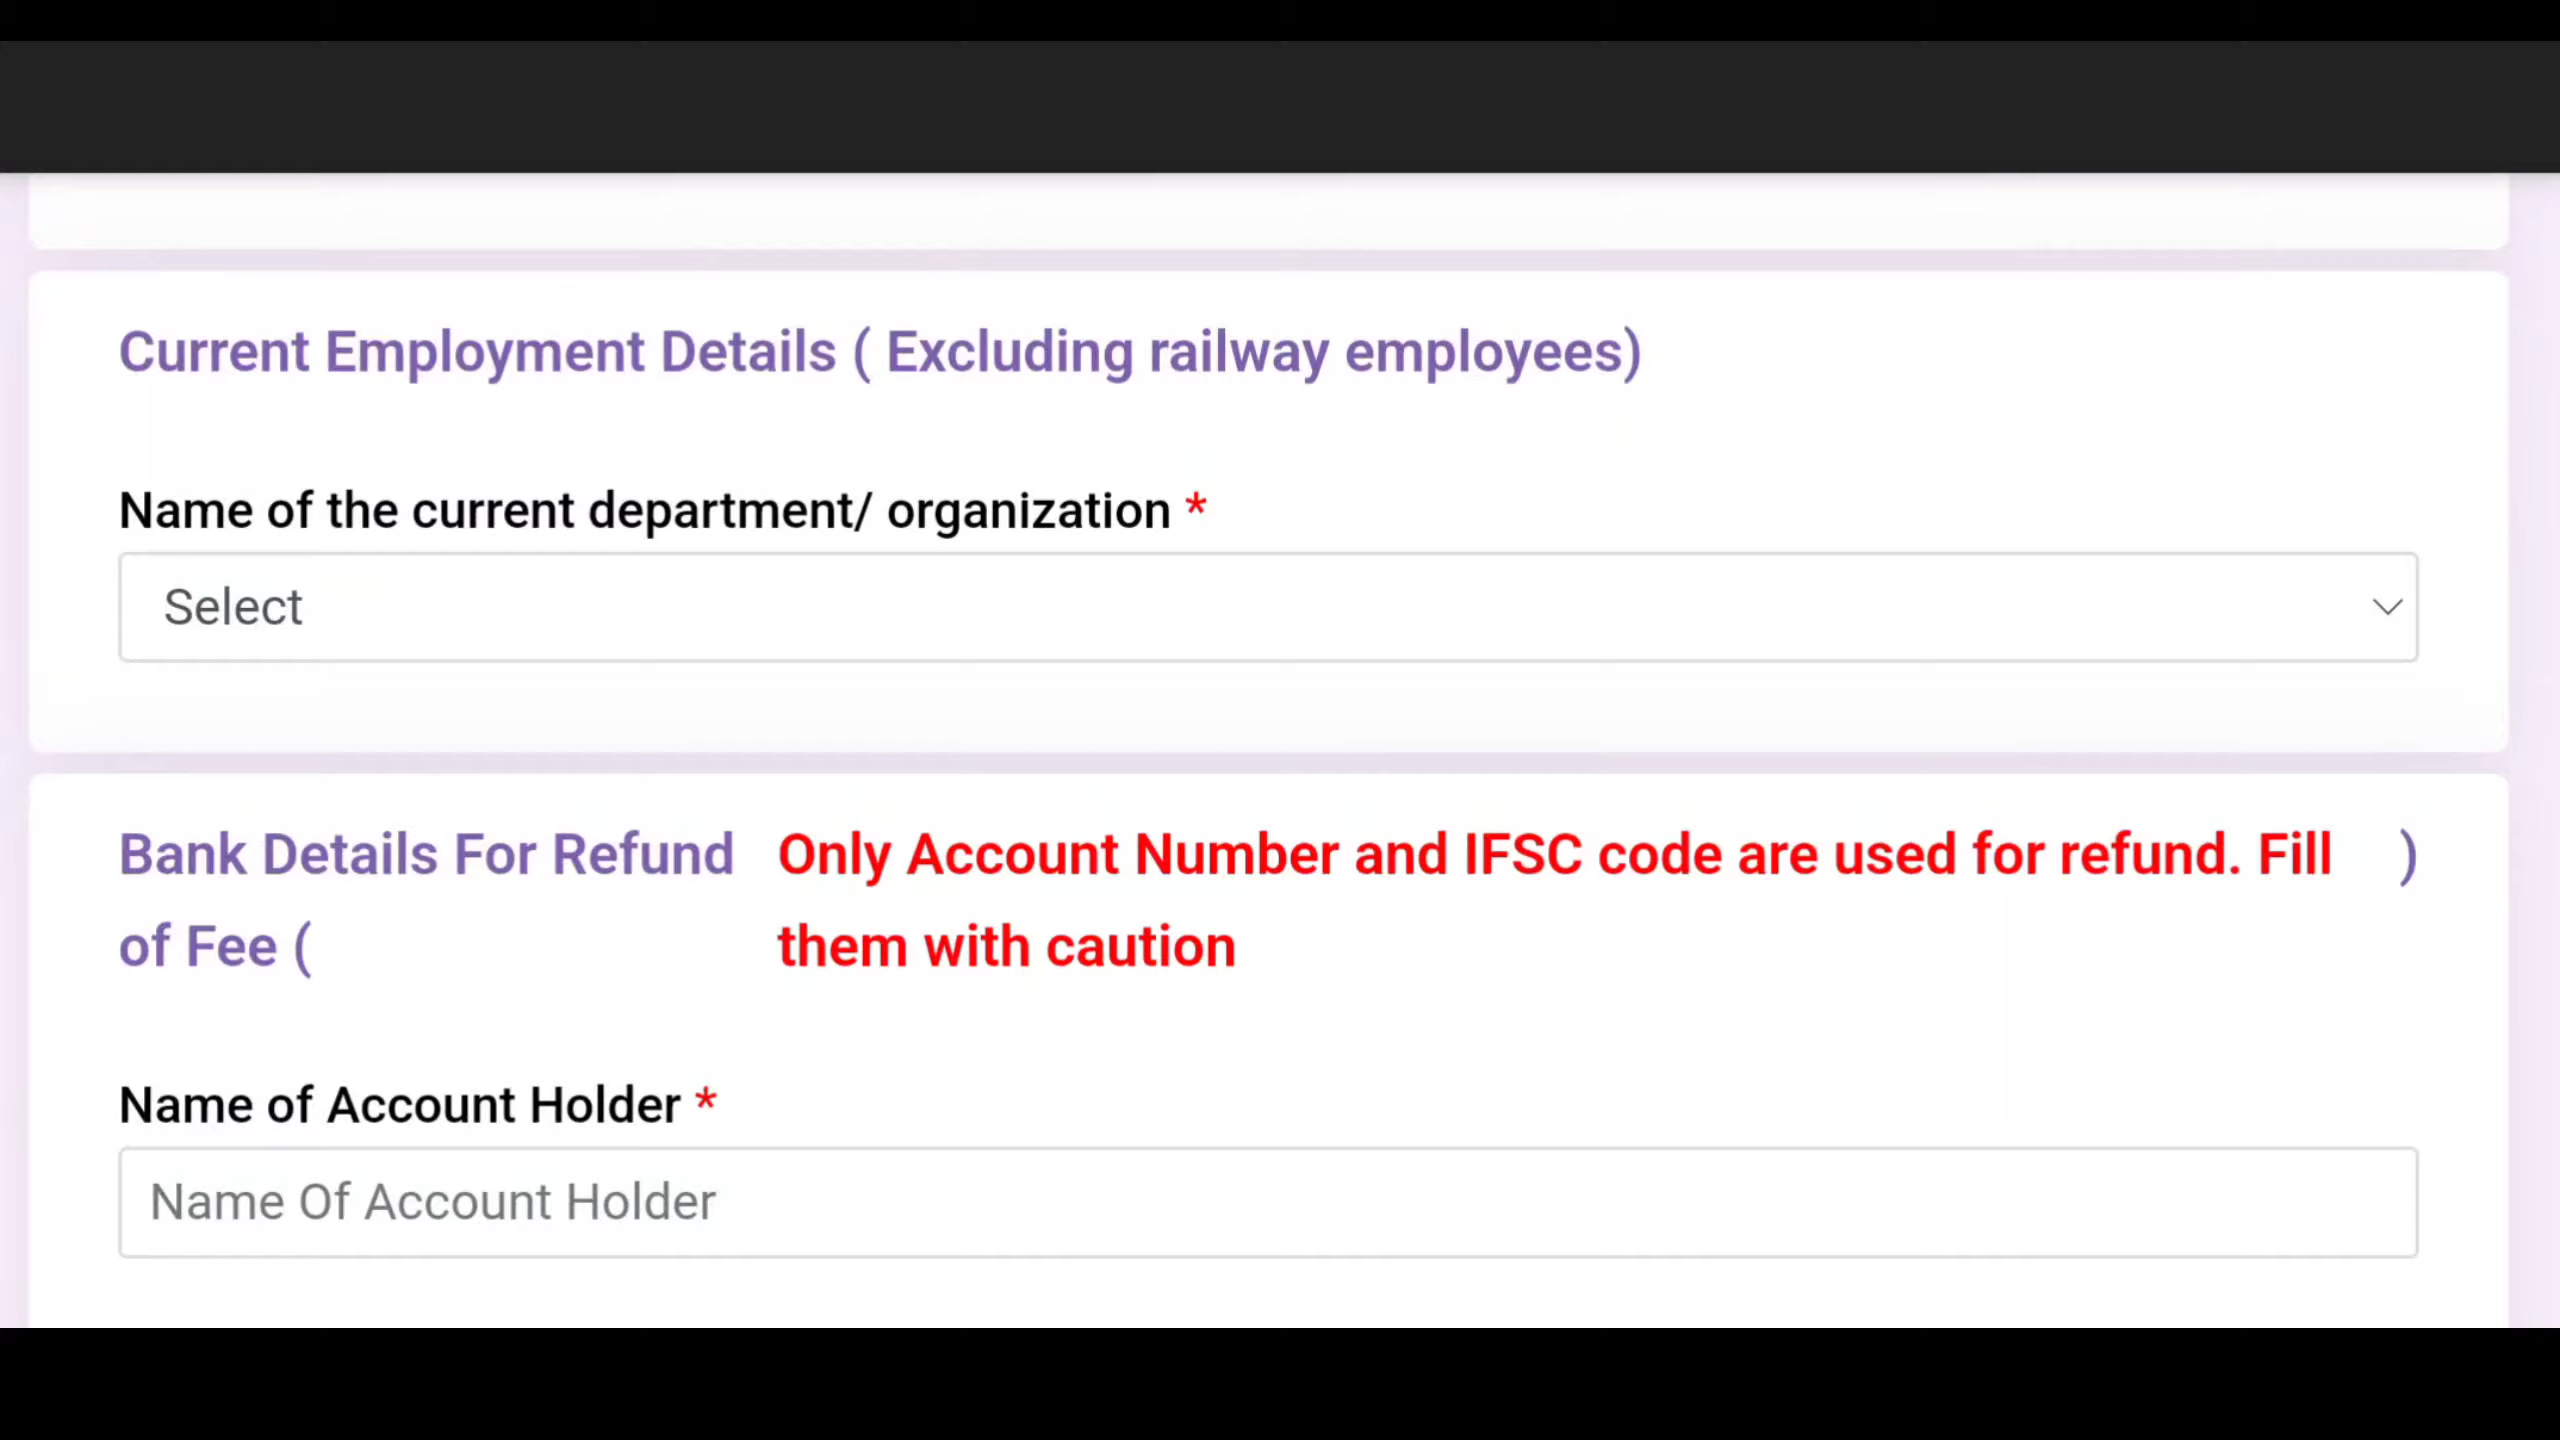 Current Employment Details ( Excluding railway employees)
Name of the current department/ organization *
Select
Bank Details For Refund of Fee ( Only Account Number and IFSC code are used for refund. Fill them with caution )
Name of Account Holder *
Name Of Account Holder